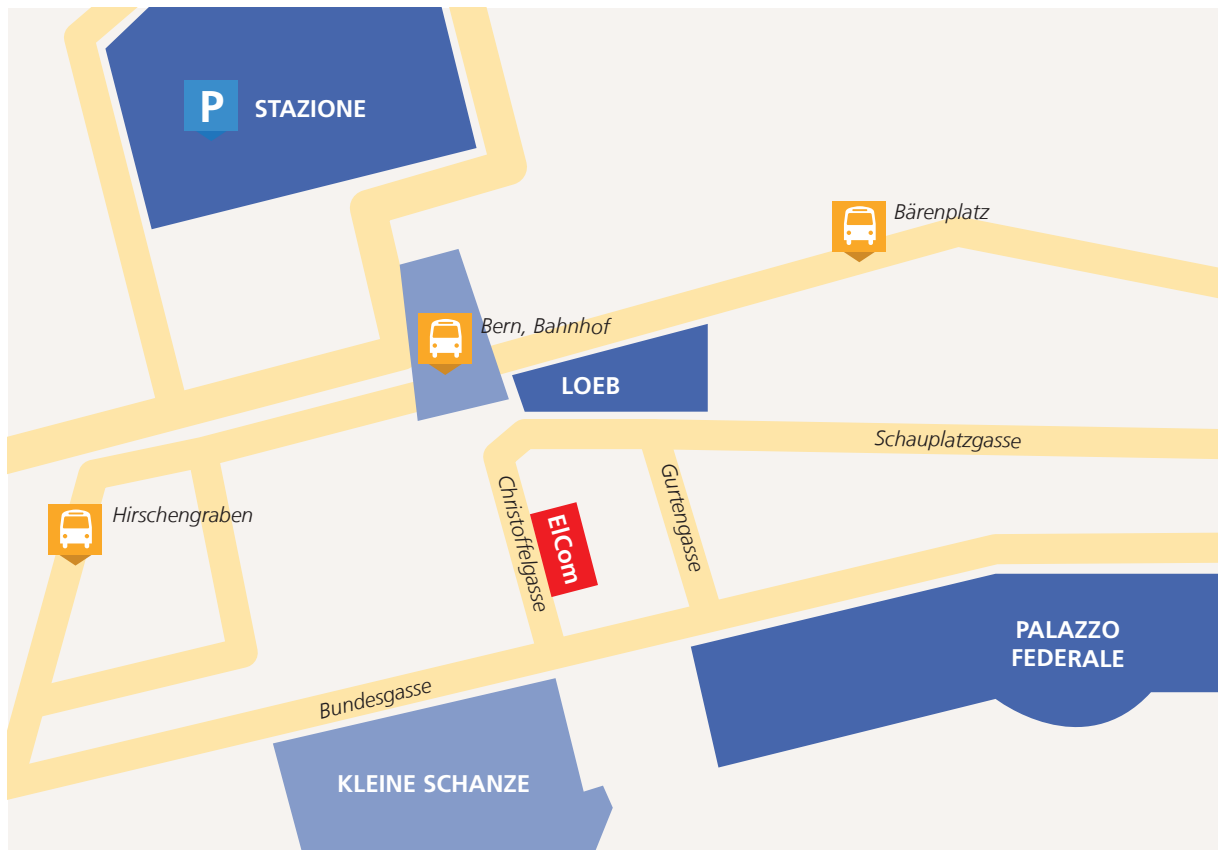 P
STAZIONE
Bärenplatz
Bern, Bahnhof
LOEB
Schauplatzgasse
Hirschengraben
Christoffelgasse
ElCom
Gurtengasse
PALAZZO
FEDERALE
Bundesgasse
KLEINE SCHANZE